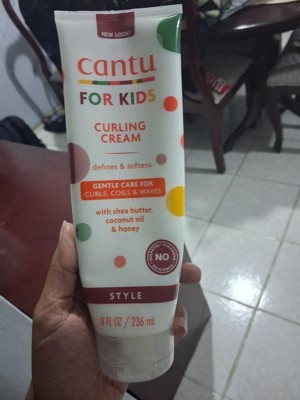 NEW LOOK!
cantu
FOR KIDS
CURLING
CREAM
defines & softens
GENTLE CARE FOR
CURLS, COILS & WAVES
with shea butter,
coconut oil
& honey
NO
STYLE
8 FL OZ / 236 mL